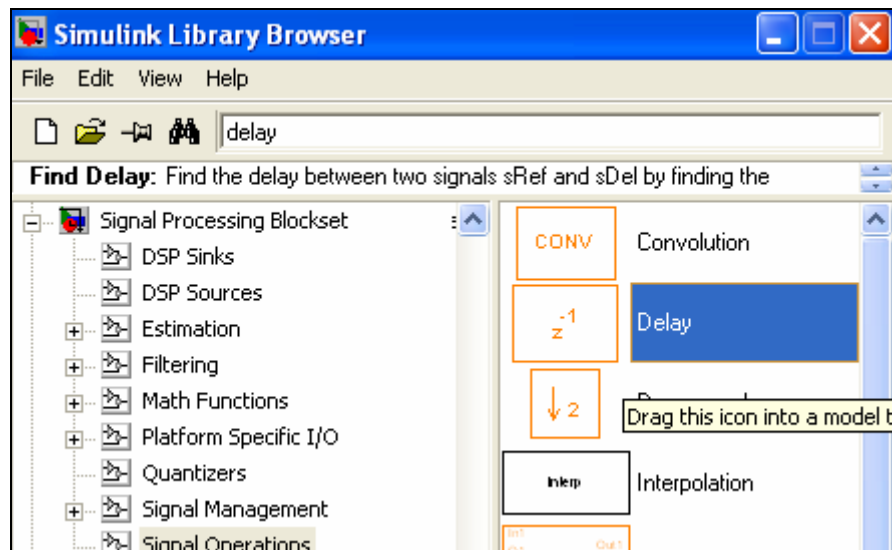 Simulink Library Browser
File Edit View Help
delay
Find Delay: Find the delay between two signals sRef and sDel by finding the
Signal Processing Blockset
DSP Sinks
DSP Sources
Estimation
Filtering
Math Functions
Platform Specific I/O
Quantizers
Signal Management
Signal Operations
CONV Convolution
z-1 Delay
2
Drag this icon into a model t
Interp Interpolation
In1 Out1